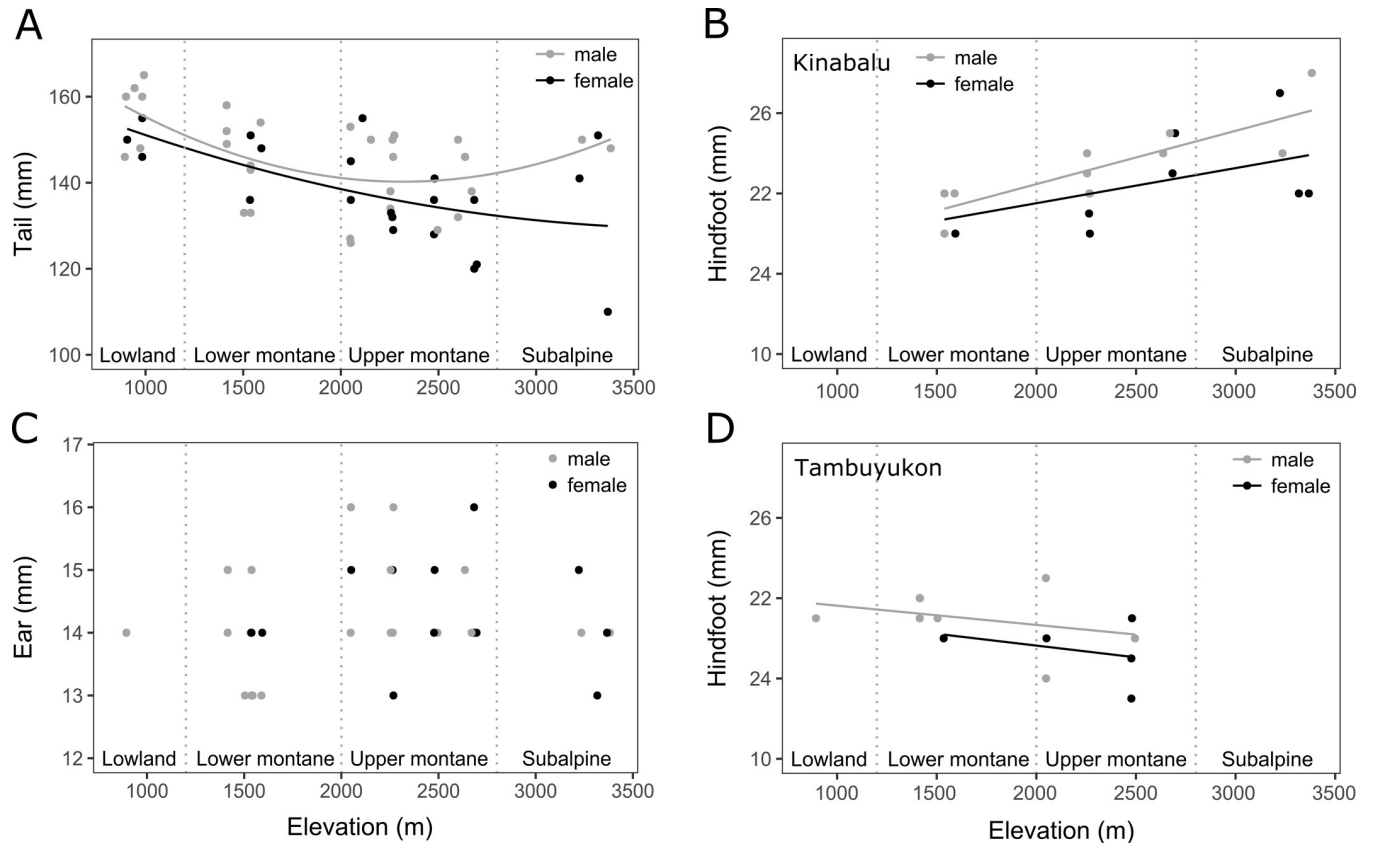 A
male
female
160
140
120
100
Tail (mm)
Lowland Lower montane Upper montane Subalpine
1000 1500 2000 2500 3000 3500
B
Kinabalu
male
female
26
22
24
10
Hindfoot (mm)
Lowland Lower montane Upper montane Subalpine
1000 1500 2000 2500 3000 3500
C
male
female
17
16
15
14
13
12
Ear (mm)
Lowland Lower montane Upper montane Subalpine
1000 1500 2000 2500 3000 3500
Elevation (m)
D
Tambuyukon
male
female
26
22
24
10
Hindfoot (mm)
Lowland Lower montane Upper montane Subalpine
1000 1500 2000 2500 3000 3500
Elevation (m)